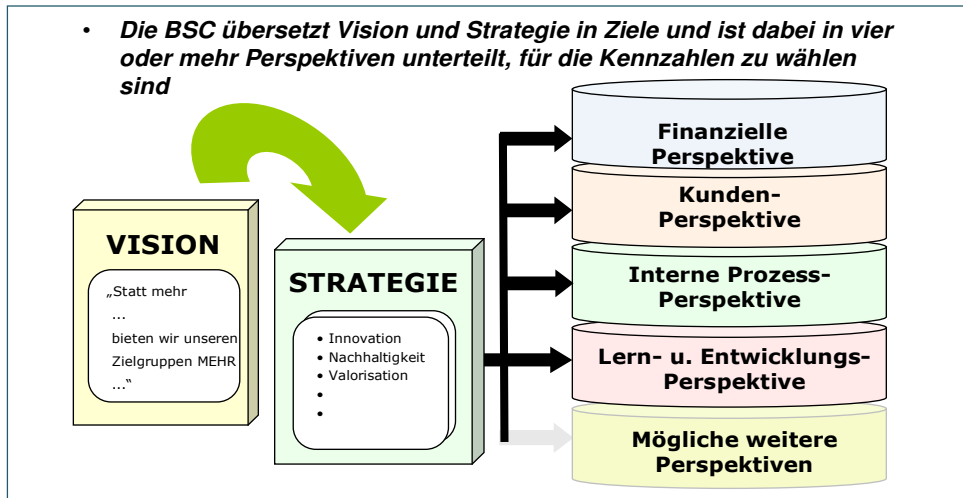 • Die BSC übersetzt Vision und Strategie in Ziele und ist dabei in vier
oder mehr Perspektiven unterteilt, für die Kennzahlen zu wählen
sind
VISION
„Statt mehr
...
bieten wir unseren
Zielgruppen MEHR
...“
STRATEGIE
• Innovation
• Nachhaltigkeit
• Valorisation
•
•
Finanzielle
Perspektive
Kunden-
Perspektive
Interne Prozess-
Perspektive
Lern- u. Entwicklungs-
Perspektive
Mögliche weitere
Perspektiven